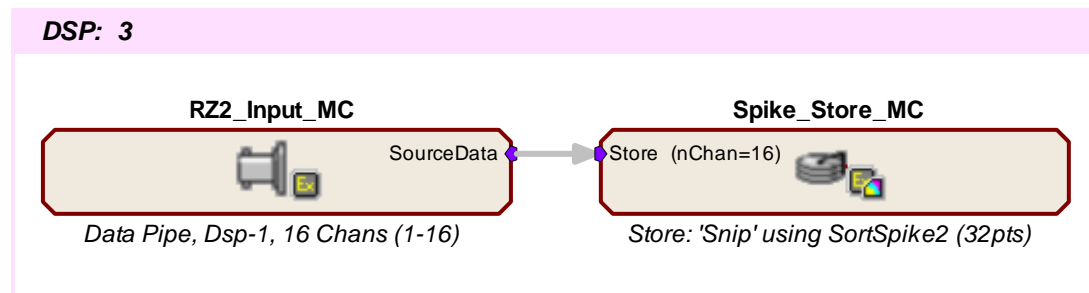 DSP: 3
RZ2_Input_MC
Spike_Store_MC
SourceData
Store (nChan=16)
Ex
Ex
Data Pipe, Dsp-1, 16 Chans (1-16)
Store: 'Snip' using SortSpike2 (32pts)